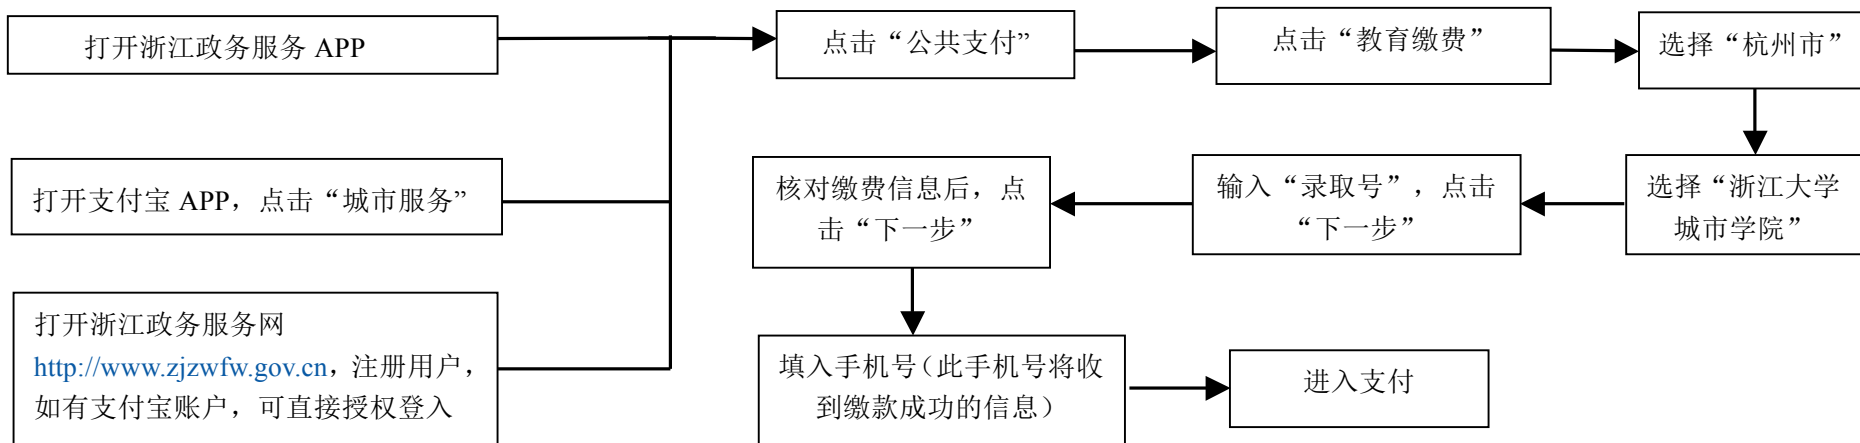 打开浙江政务服务 APP
点击“公共支付”
点击“教育缴费”
选择“杭州市”
打开支付宝 APP，点击“城市服务”
核对缴费信息后，点
击“下一步”
输入“录取号”，点击
“下一步”
选择“浙江大学
城市学院”
打开浙江政务服务网
http://www.zjzwfw.gov.cn，注册用户，
如有支付宝账户，可直接授权登入
填入手机号（此手机号将收
到缴款成功的信息）
进入支付